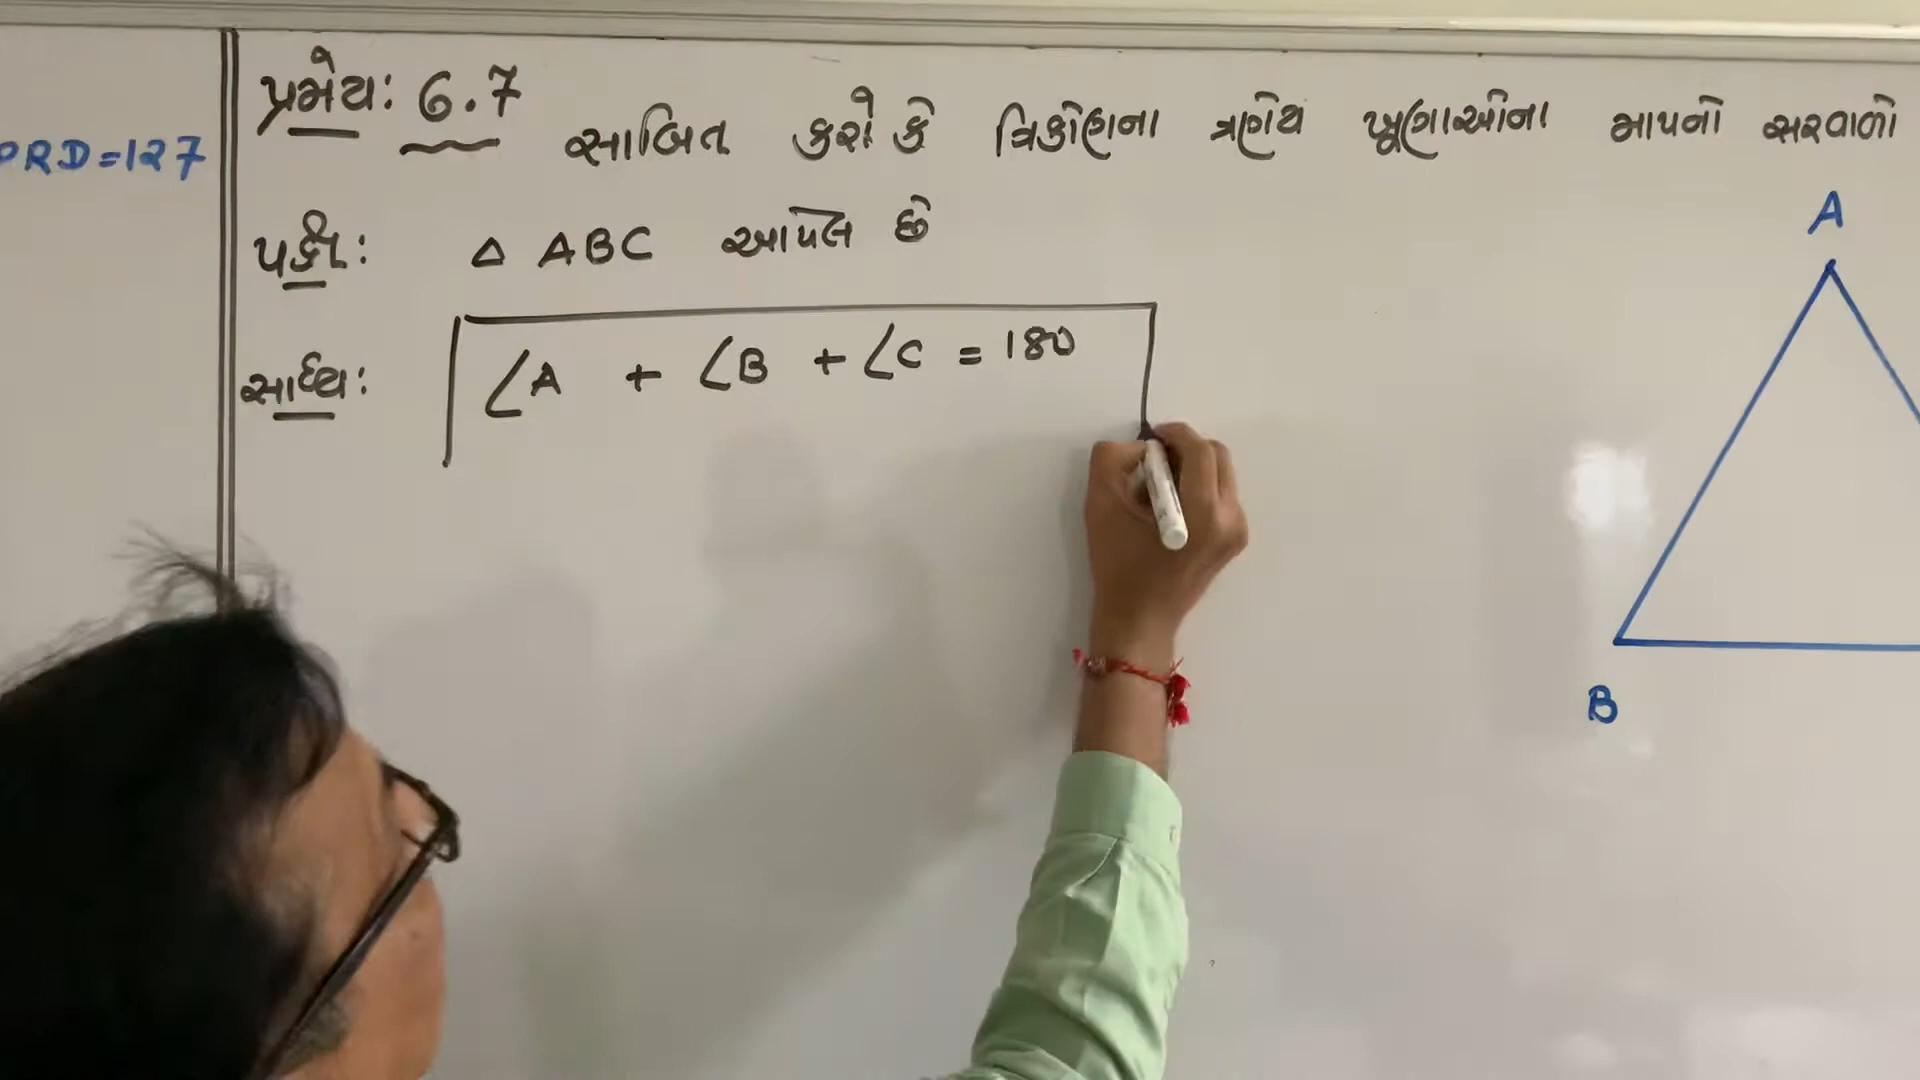 પ્રમેય: 6.7 સાબિત કરો કે ત્રિકોણના ત્રણેય ખૂણાઓના માપનો સરવાળો
PRD=127
પક્ષ: △ ABC આપેલ છે
સાધ્ય: ∠A + ∠B + ∠C = 180
A
B